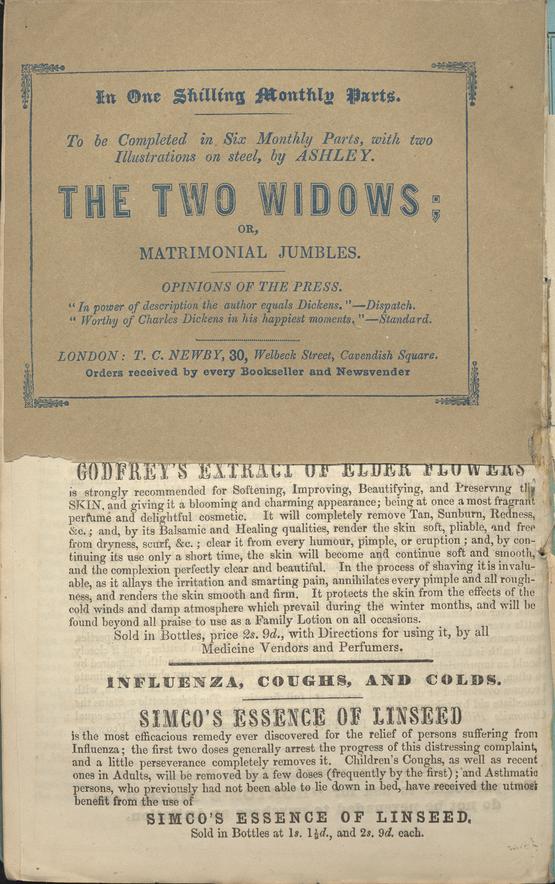 In One Shilling Monthly Parts.
To be Completed in Six Monthly Parts, with two
Illustrations on steel, by ASHLEY.
THE TWO WIDOWS;
OR,
MATRIMONIAL JUMBLES.
OPINIONS OF THE PRESS.
"In power of description the author equals Dickens."—Dispatch.
"Worthy of Charles Dickens in his happiest moments."—Standard.
LONDON: T. C. NEWBY, 30, Welbeck Street, Cavendish Square.
Orders received by every Bookseller and Newsvender
GODFREY'S EXTRACT OF ELDER FLOWERS
is strongly recommended for Softening, Improving, Beautifying, and Preserving the
SKIN, and giving it a blooming and charming appearance; being at once a most fragrant
perfume and delightful cosmetic. It will completely remove Tan, Sunburn, Redness,
&c.; and, by its Balsamic and Healing qualities, render the skin soft, pliable, and free
from dryness, scurf, &c.; clear it from every humour, pimple, or eruption; and, by con-
tinuing its use only a short time, the skin will become and continue soft and smooth,
and the complexion perfectly clear and beautiful. In the process of shaving it is invalu-
able, as it allays the irritation and smarting pain, annihilates every pimple and all rough-
ness, and renders the skin smooth and firm. It protects the skin from the effects of the
cold winds and damp atmosphere which prevail during the winter months, and will be
found beyond all praise to use as a Family Lotion on all occasions.
Sold in Bottles, price 2s. 9d., with Directions for using it, by all
Medicine Vendors and Perfumers.
INFLUENZA, COUGHS, AND COLDS.
SIMCO'S ESSENCE OF LINSEED
is the most efficacious remedy ever discovered for the relief of persons suffering from
Influenza; the first two doses generally arrest the progress of this distressing complaint,
and a little perseverance completely removes it. Children's Coughs, as well as recent
ones in Adults, will be removed by a few doses (frequently by the first); and Asthmatic
persons, who previously had not been able to lie down in bed, have received the utmost
benefit from the use of
SIMCO'S ESSENCE OF LINSEED.
Sold in Bottles at 1s. 1½d., and 2s. 9d. each.